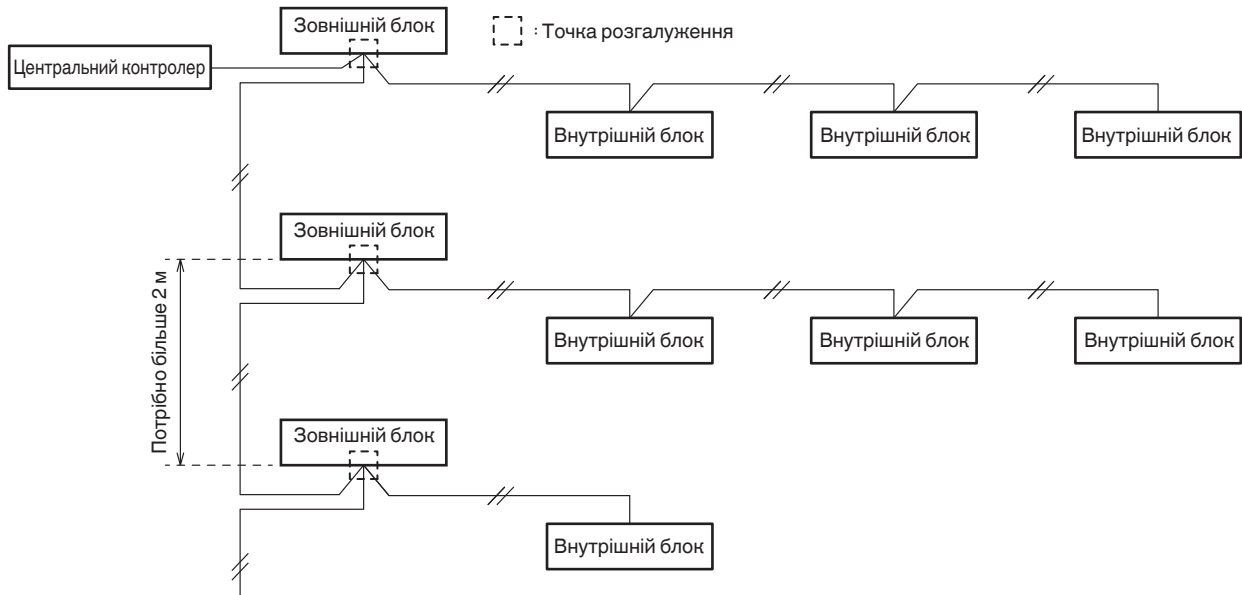 Зовнішній блок
: Точка розгалуження
Центральний контролер
Внутрішній блок
Внутрішній блок
Внутрішній блок
Зовнішній блок
Потрібно більше 2 м
Внутрішній блок
Внутрішній блок
Внутрішній блок
Зовнішній блок
Внутрішній блок